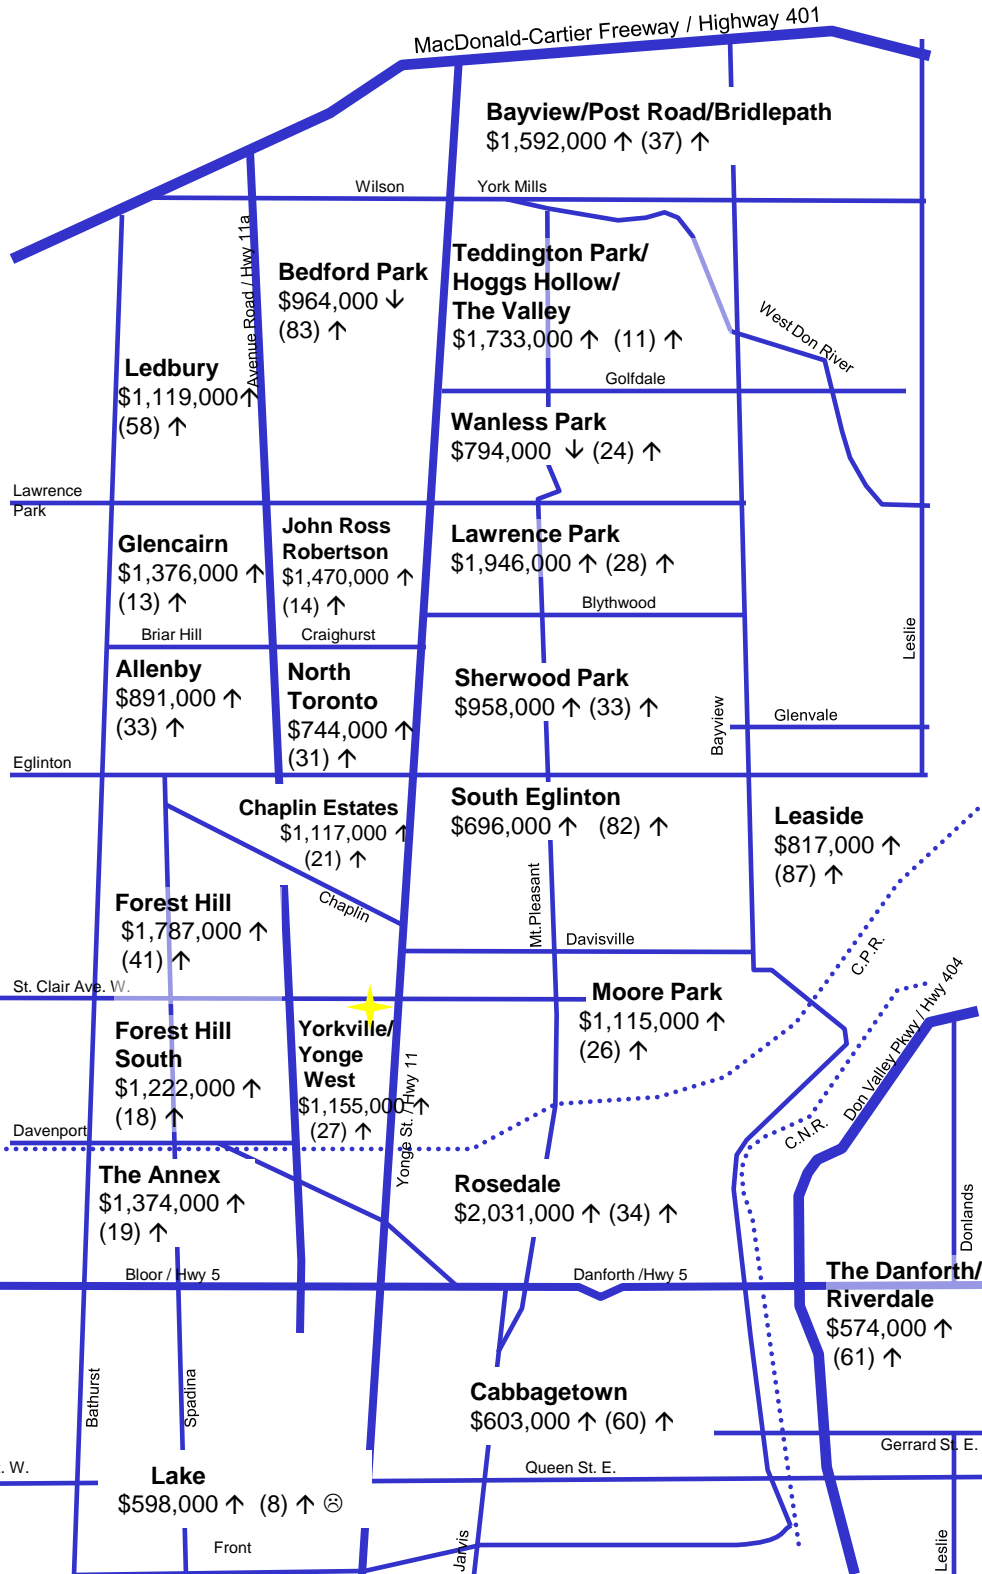 MacDonald-Cartier Freeway / Highway 401
Bayview/Post Road/Bridlepath
$1,592,000 ↑ (37) ↑
Wilson
York Mills
Avenue Road / Hwy 11a
Bedford Park
$964,000 ↓
(83) ↑
Teddington Park/
Hoggs Hollow/
The Valley
$1,733,000 ↑ (11) ↑
West Don River
Ledbury
$1,119,000 ↑
(58) ↑
Golfdale
Wanless Park
$794,000 ↓ (24) ↑
Lawrence
Park
Glencairn
$1,376,000 ↑
(13) ↑
John Ross
Robertson
$1,470,000 ↑
(14) ↑
Lawrence Park
$1,946,000 ↑ (28) ↑
Blythwood
Briar Hill
Craighurst
Leslie
Allenby
$891,000 ↑
(33) ↑
North
Toronto
$744,000 ↑
(31) ↑
Sherwood Park
$958,000 ↑ (33) ↑
Bayview
Glenvale
Eglinton
Chaplin Estates
$1,117,000 ↑
(21) ↑
South Eglinton
$696,000 ↑ (82) ↑
Leaside
$817,000 ↑
(87) ↑
Chaplin
Mt.Pleasant
Forest Hill
$1,787,000 ↑
(41) ↑
Davisville
C.P.R.
St. Clair Ave. W.
Moore Park
$1,115,000 ↑
(26) ↑
Don Valley Pkwy / Hwy 404
Forest Hill
South
$1,222,000 ↑
(18) ↑
Yorkville/
Yonge
West
$1,155,000 ↑
(27) ↑
Yonge St. / Hwy 11
C.N.R.
Davenport
The Annex
$1,374,000 ↑
(19) ↑
Rosedale
$2,031,000 ↑ (34) ↑
Donlands
Bloor / Hwy 5
Danforth /Hwy 5
The Danforth/
Riverdale
$574,000 ↑
(61) ↑
Bathurst
Spadina
Cabbagetown
$603,000 ↑ (60) ↑
Gerrard St. E.
. W.
Queen St. E.
Lake
$598,000 ↑ (8) ↑ ☹
Front
Jarvis
Leslie